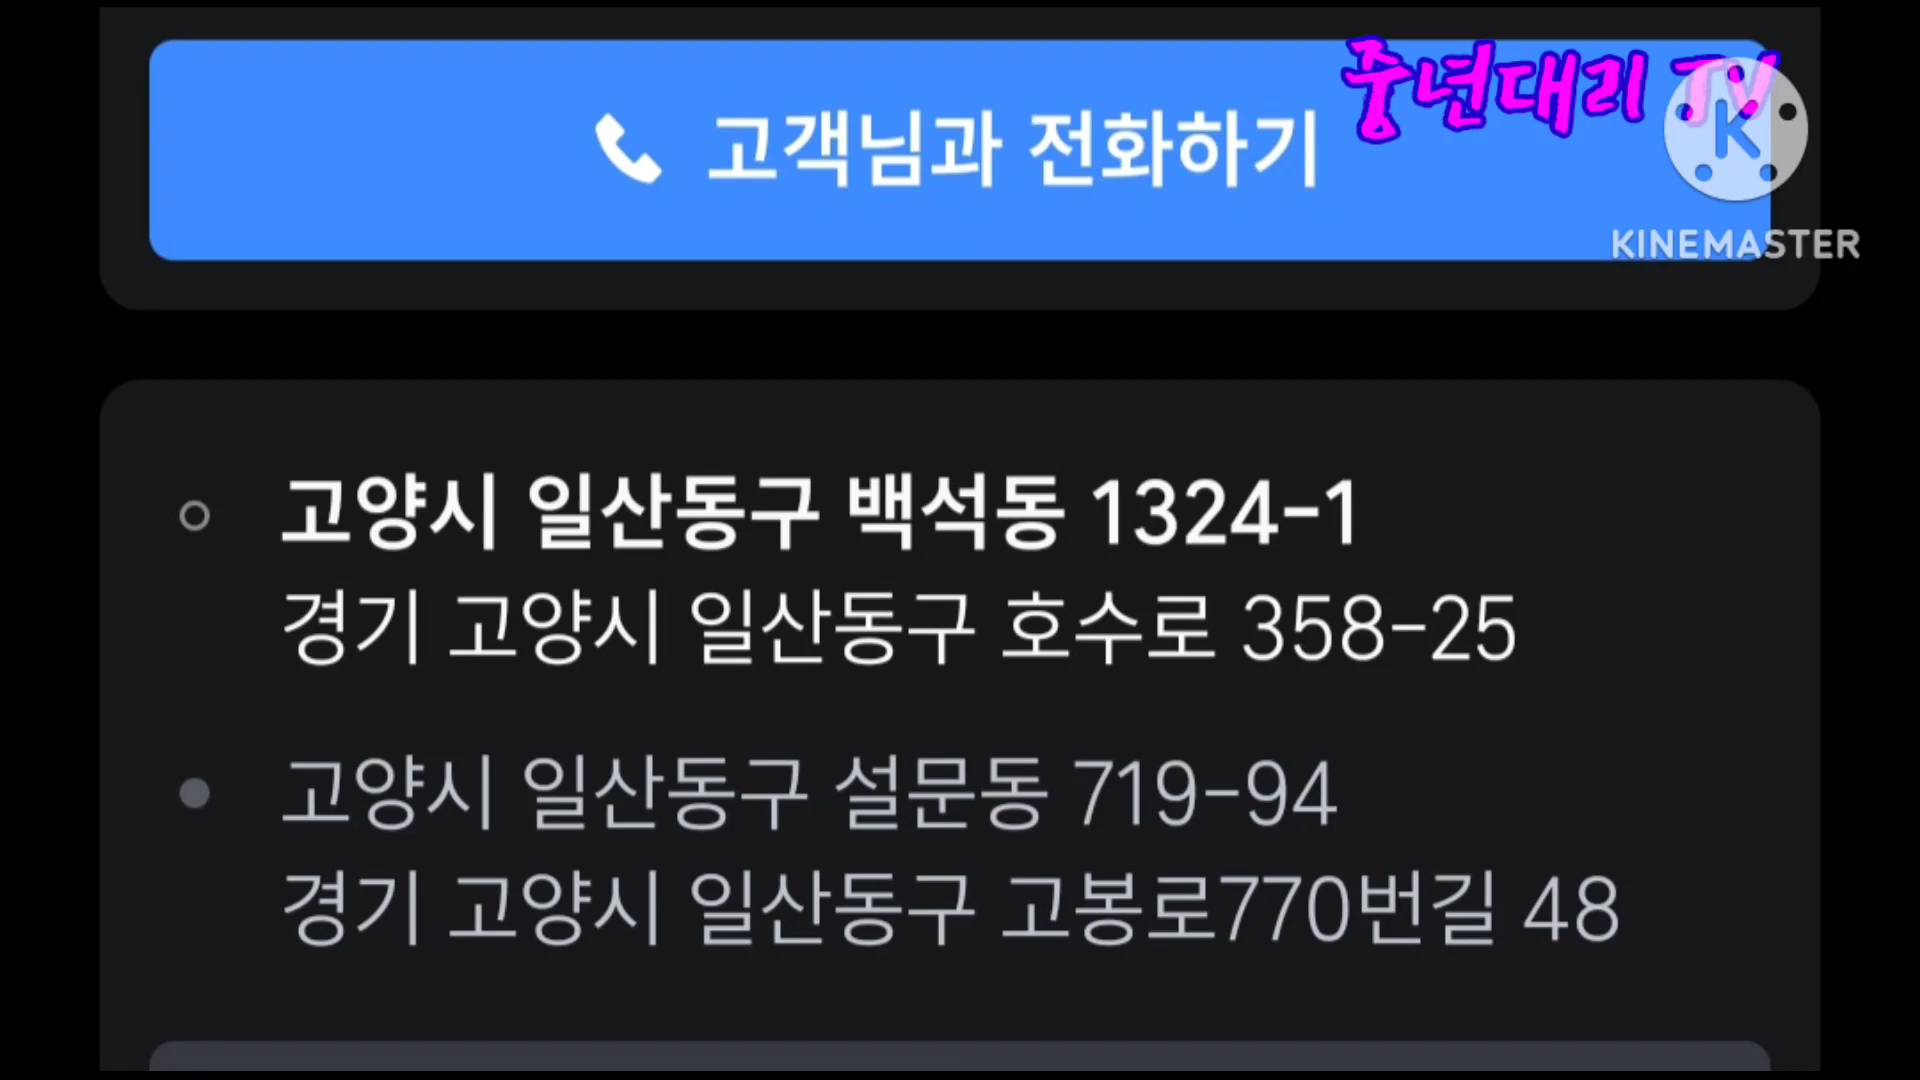 중년대리 TV
고객님과 전화하기
K
KINEMASTER
고양시 일산동구 백석동 1324-1
경기 고양시 일산동구 호수로 358-25
고양시 일산동구 설문동 719-94
경기 고양시 일산동구 고봉로770번길 48